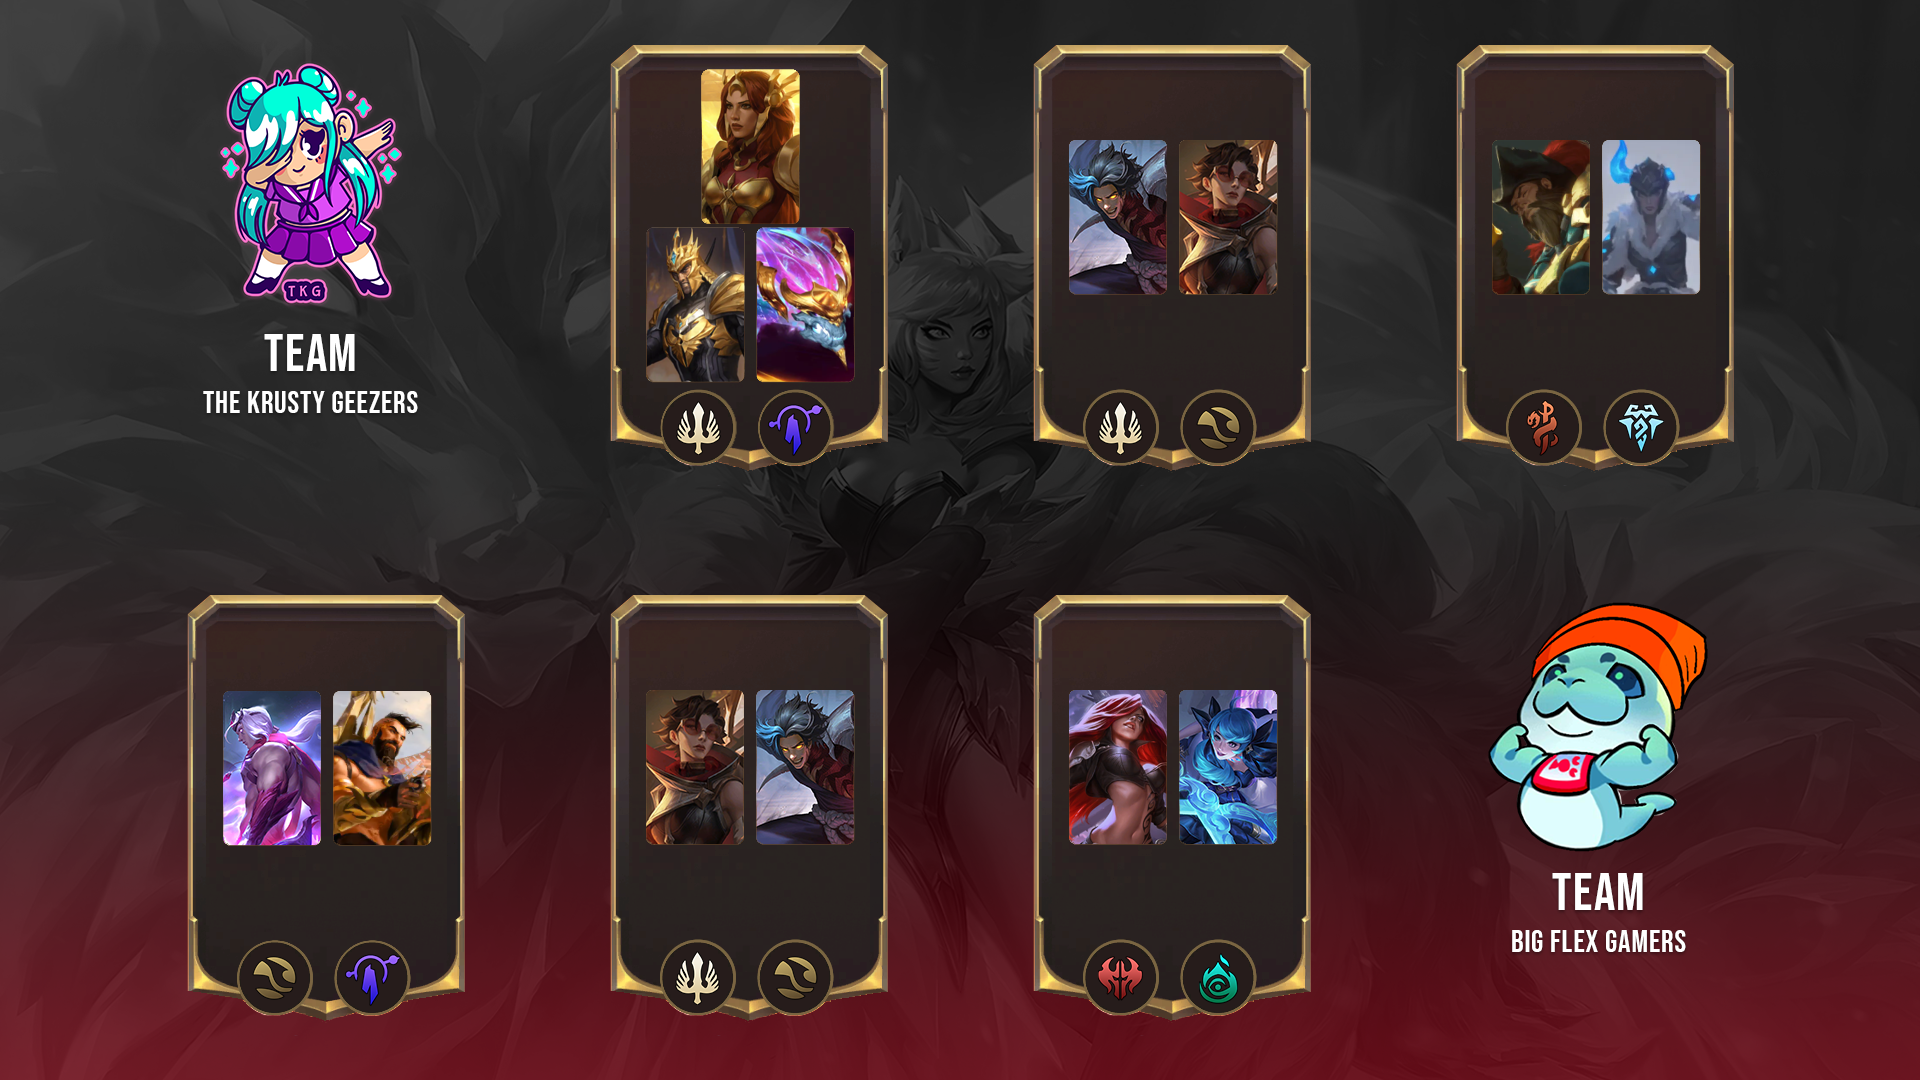 TKG
TEAM
THE KRUSTY GEEZERS
TEAM
BIG FLEX GAMERS